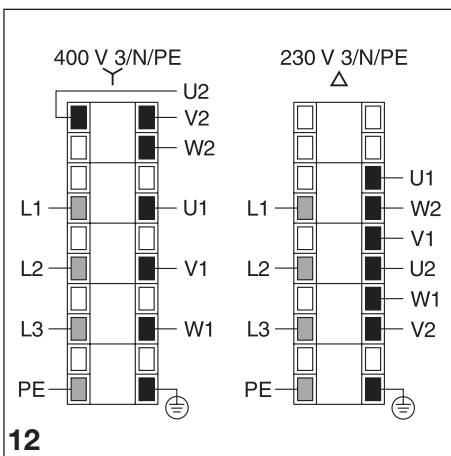 400 V 3/N/PE
U2
V2
W2
L1
U1
L2
V1
L3
W1
PE
230 V 3/N/PE
U1
L1
W2
V1
L2
U2
W1
L3
V2
PE
12